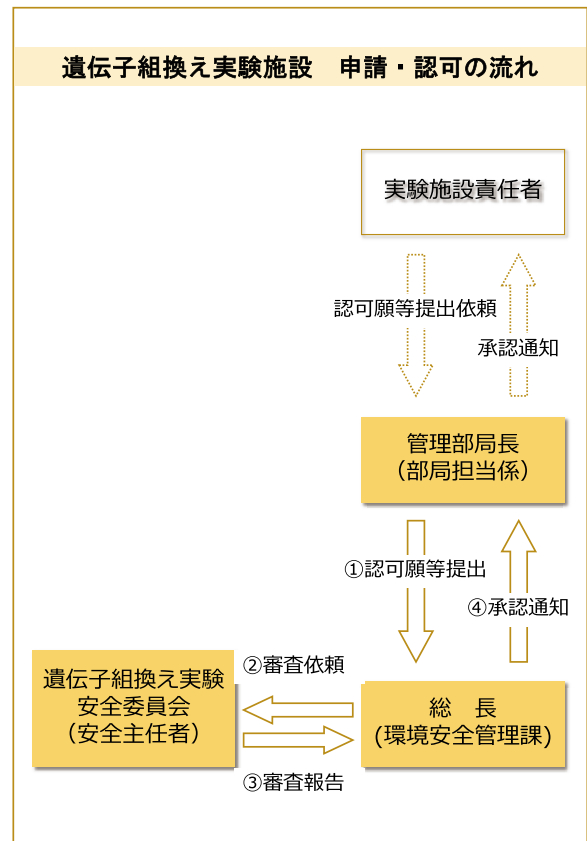 遺伝子組換え実験施設　申請・認可の流れ
実験施設責任者
認可願等提出依頼
承認通知
管理部局長
（部局担当係）
①認可願等提出
④承認通知
②審査依頼
遺伝子組換え実験
安全委員会
（安全主任者）
総　長
(環境安全管理課)
③審査報告